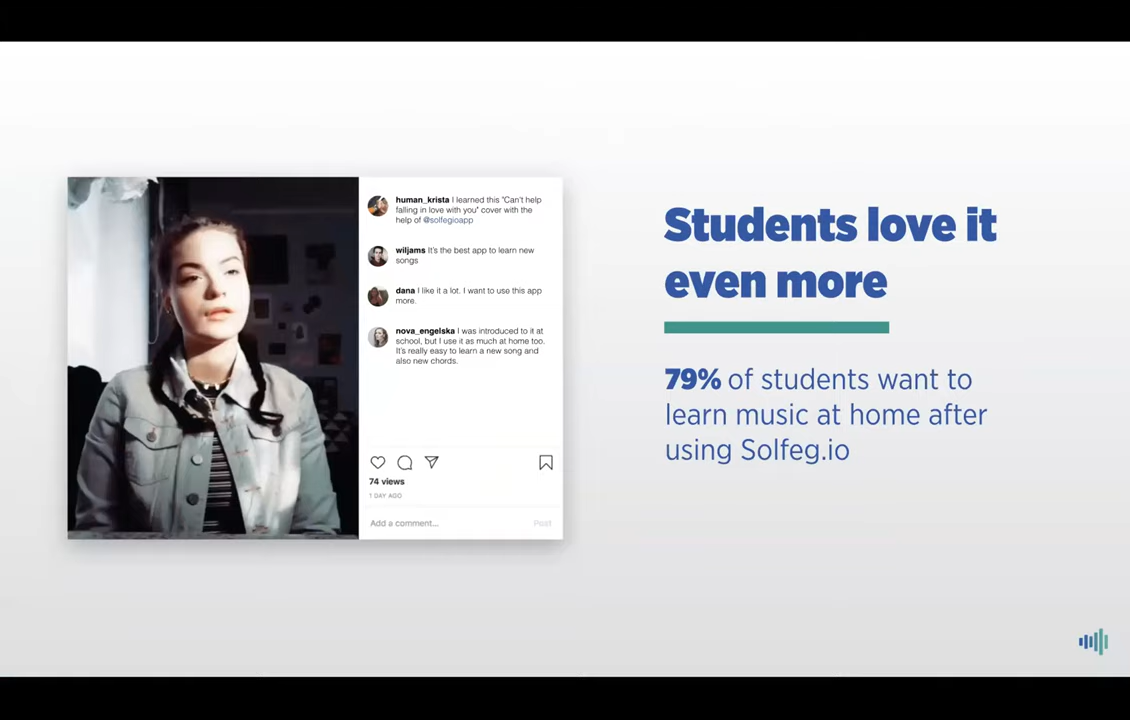 human_krista I learned this "Can't help
falling in love with you" cover with the
help of @solfegioapp
wiljams It's the best app to learn new
songs
dana I like it a lot. I want to use this app
more.
nova_engelska I was introduced to it at
school, but I use it as much at home too.
It's really easy to learn a new song and
also new chords.
74 views
1 DAY AGO
Add a comment...
Post
Students love it
even more
79% of students want to
learn music at home after
using Solfeg.io